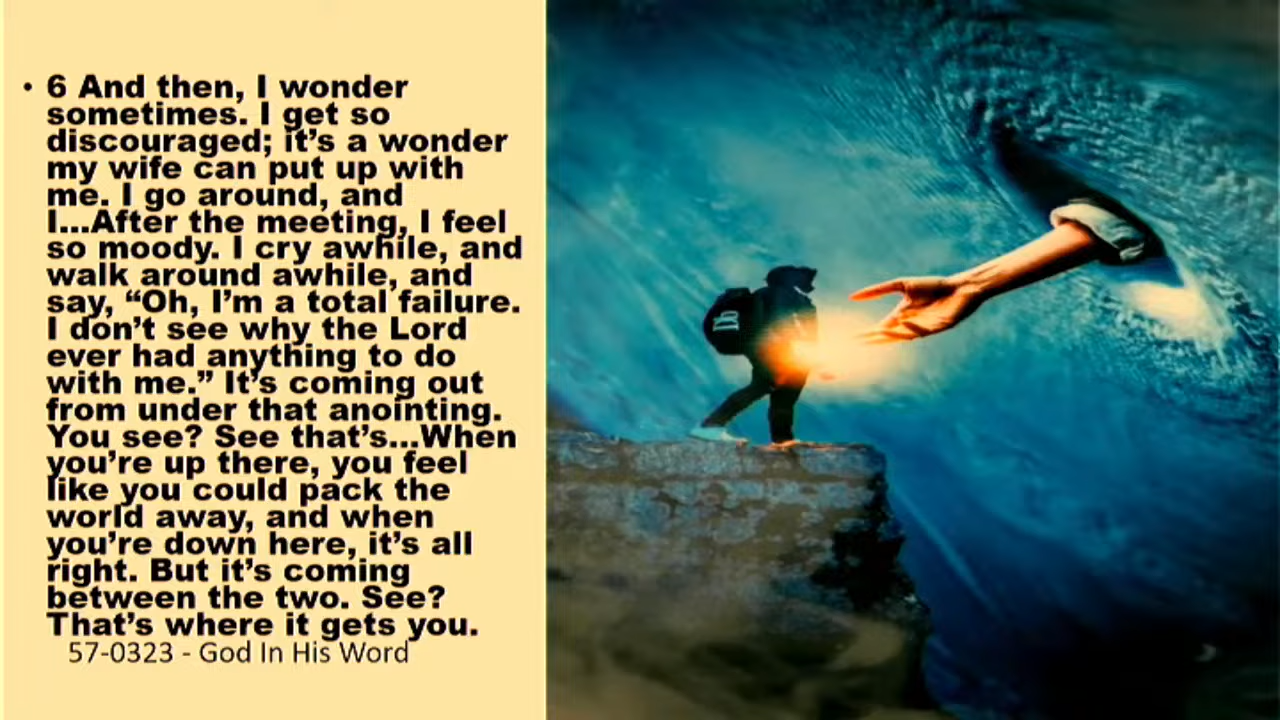 • 6 And then, I wonder
sometimes. I get so
discouraged; it’s a wonder
my wife can put up with
me. I go around, and
I...After the meeting, I feel
so moody. I cry awhile, and
walk around awhile, and
say, “Oh, I’m a total failure.
I don’t see why the Lord
ever had anything to do
with me.” It’s coming out
from under that anointing.
You see? See that’s...When
you’re up there, you feel
like you could pack the
world away, and when
you’re down here, it’s all
right. But it’s coming
between the two. See?
That’s where it gets you.
57-0323 - God In His Word